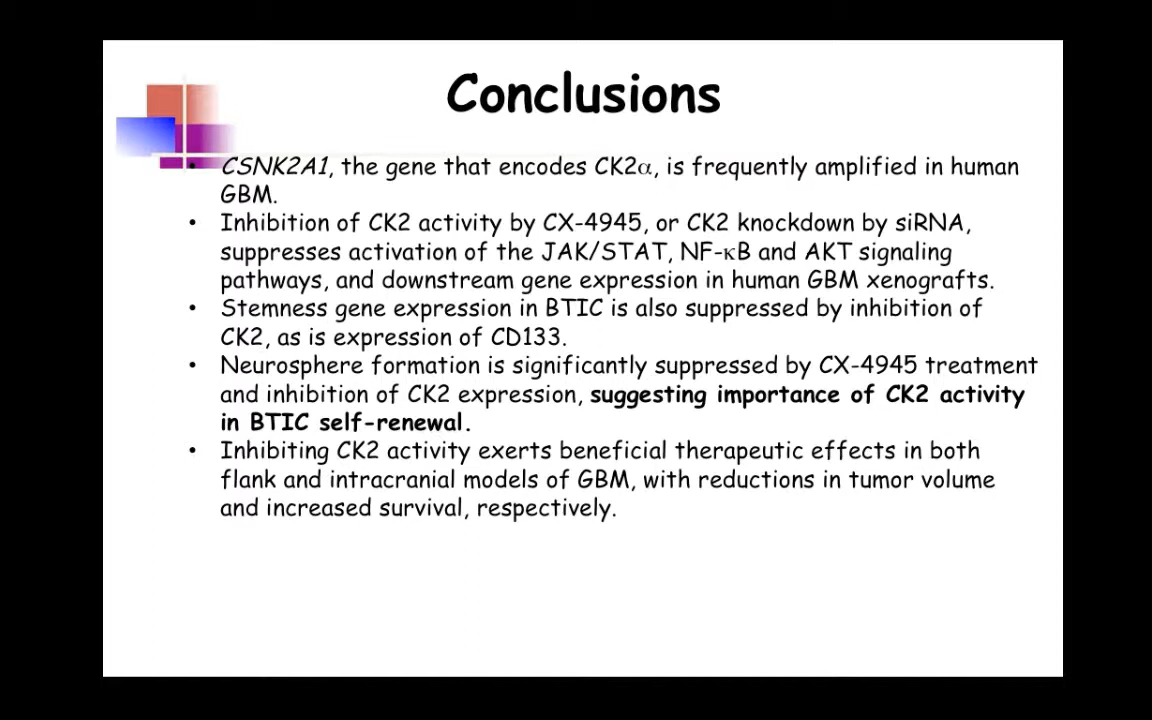 Conclusions
• CSNK2A1, the gene that encodes CK2α, is frequently amplified in human
GBM.
• Inhibition of CK2 activity by CX-4945, or CK2 knockdown by siRNA,
suppresses activation of the JAK/STAT, NF-κB and AKT signaling
pathways, and downstream gene expression in human GBM xenografts.
• Stemness gene expression in BTIC is also suppressed by inhibition of
CK2, as is expression of CD133.
• Neurosphere formation is significantly suppressed by CX-4945 treatment
and inhibition of CK2 expression, suggesting importance of CK2 activity
in BTIC self-renewal.
• Inhibiting CK2 activity exerts beneficial therapeutic effects in both
flank and intracranial models of GBM, with reductions in tumor volume
and increased survival, respectively.